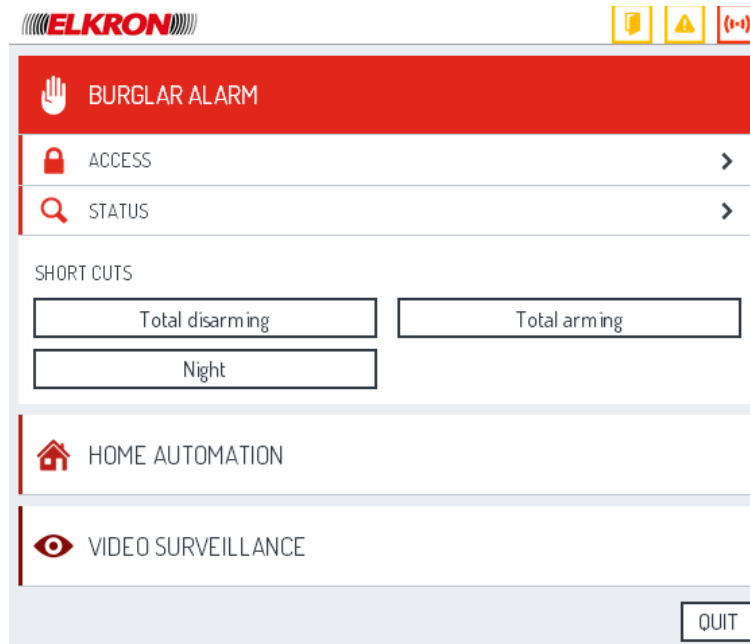 ELKRON
BURGLAR ALARM
ACCESS
STATUS
SHORT CUTS
Total disarming Total arming
Night
HOME AUTOMATION
VIDEO SURVEILLANCE
QUIT